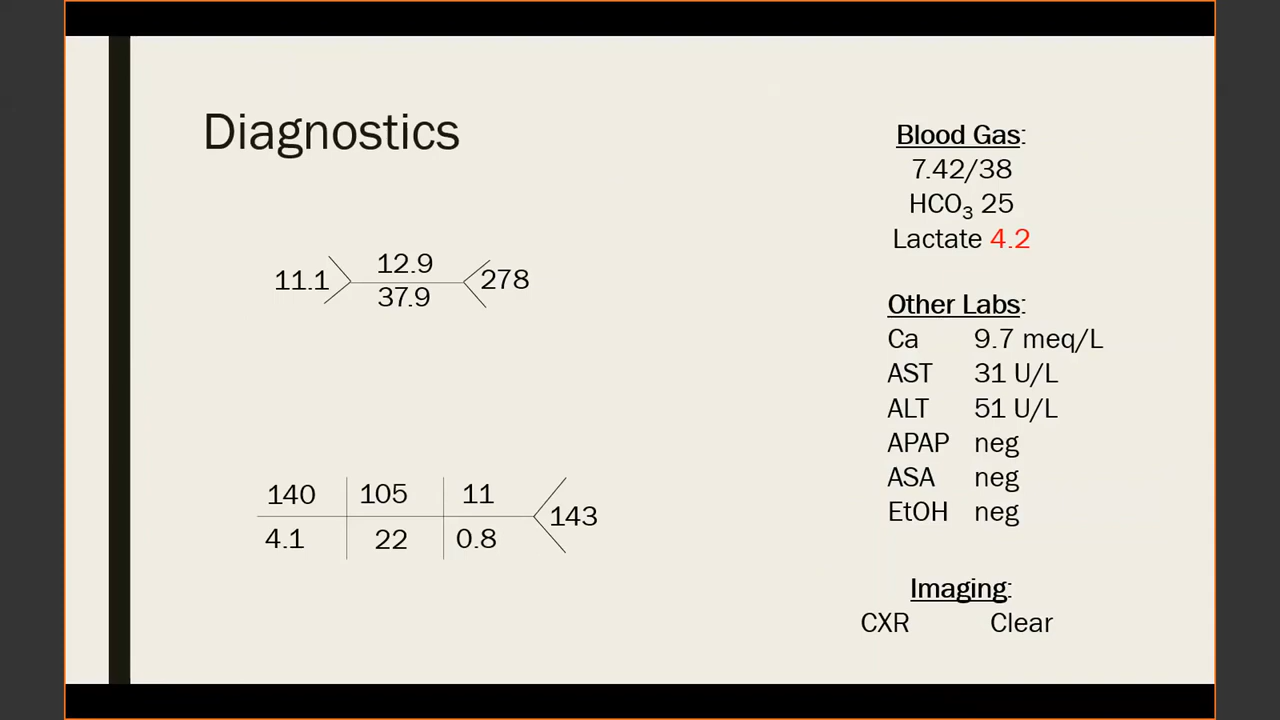 Diagnostics
12.9
11.1 278
37.9
140 105 11
143
4.1 22 0.8
Blood Gas:
7.42/38
HCO₃ 25
Lactate 4.2
Other Labs:
Ca 9.7 meq/L
AST 31 U/L
ALT 51 U/L
APAP neg
ASA neg
EtOH neg
Imaging:
CXR Clear